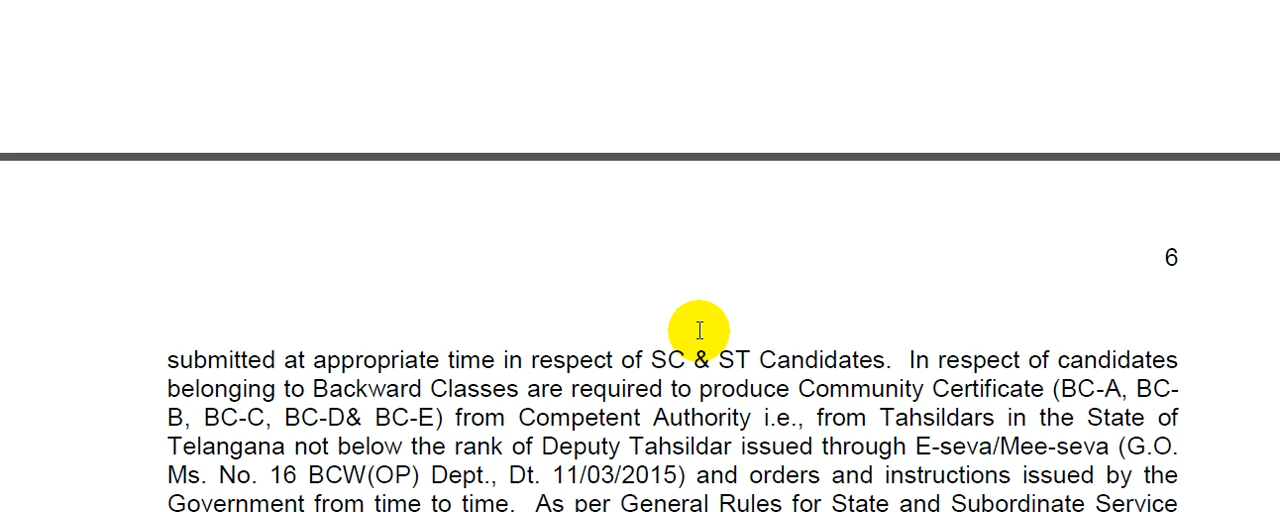 6
submitted at appropriate time in respect of SC & ST Candidates.  In respect of candidates
belonging to Backward Classes are required to produce Community Certificate (BC-A, BC-
B, BC-C, BC-D& BC-E) from Competent Authority i.e., from Tahsildars in the State of
Telangana not below the rank of Deputy Tahsildar issued through E-seva/Mee-seva (G.O.
Ms. No. 16 BCW(OP) Dept., Dt. 11/03/2015) and orders and instructions issued by the
Government from time to time.  As per General Rules for State and Subordinate Service